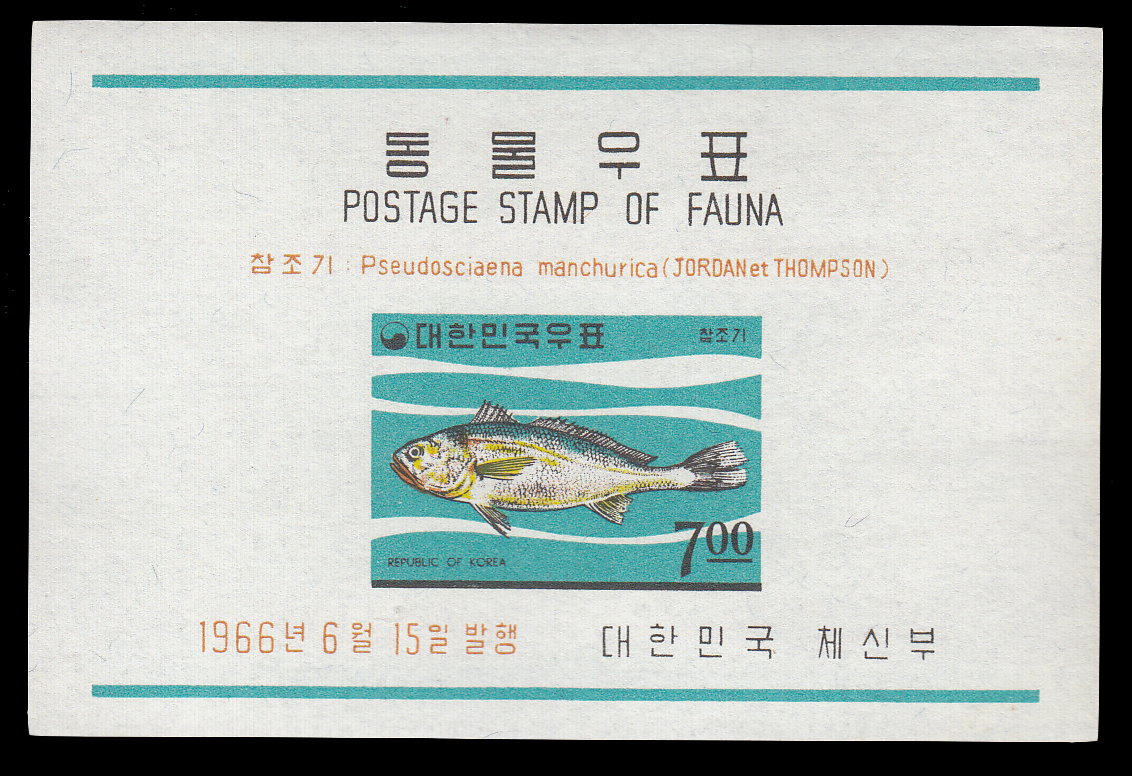 동물우표
POSTAGE STAMP OF FAUNA
참조기 : Pseudosciaena manchurica (JORDAN et THOMPSON)
대한민국우표 참조기
REPUBLIC OF KOREA
7 00
1966년 6월 15일 발행 대한민국 체신부